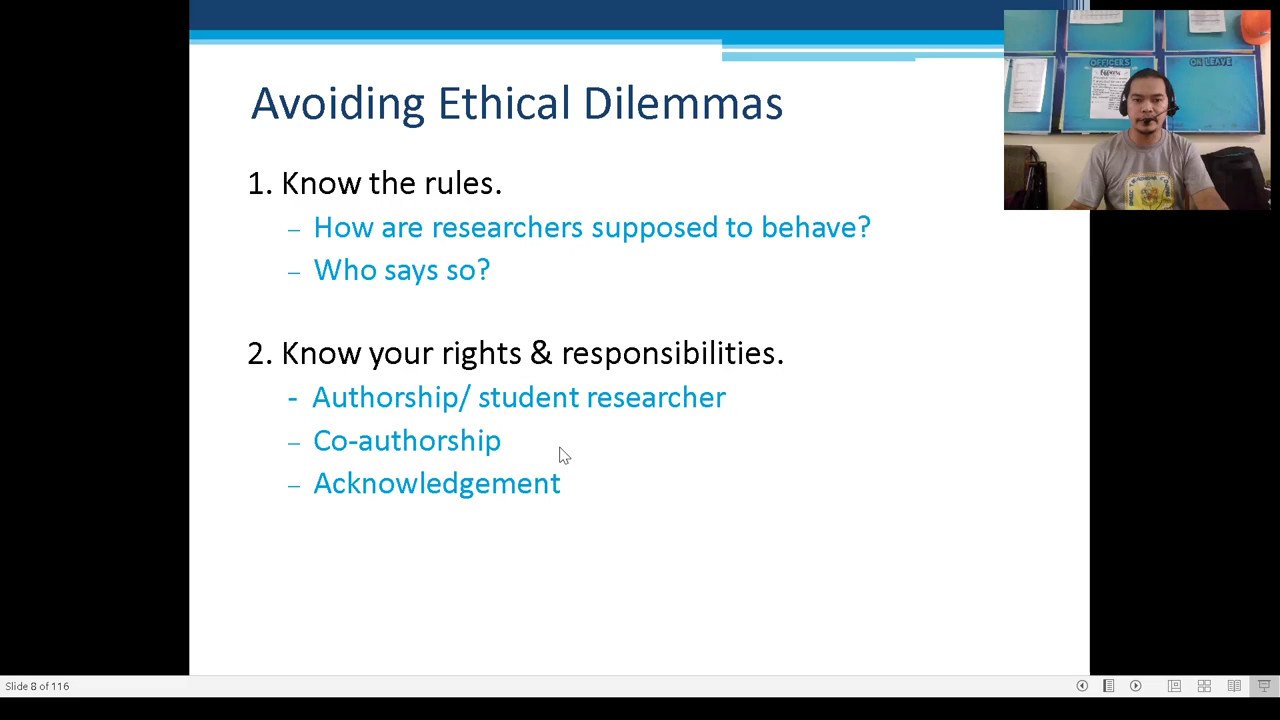 Avoiding Ethical Dilemmas
1. Know the rules.
– How are researchers supposed to behave?
– Who says so?
2. Know your rights & responsibilities.
- Authorship/ student researcher
– Co-authorship
– Acknowledgement
OFFICERS
ON LEAVE
Slide 8 of 116